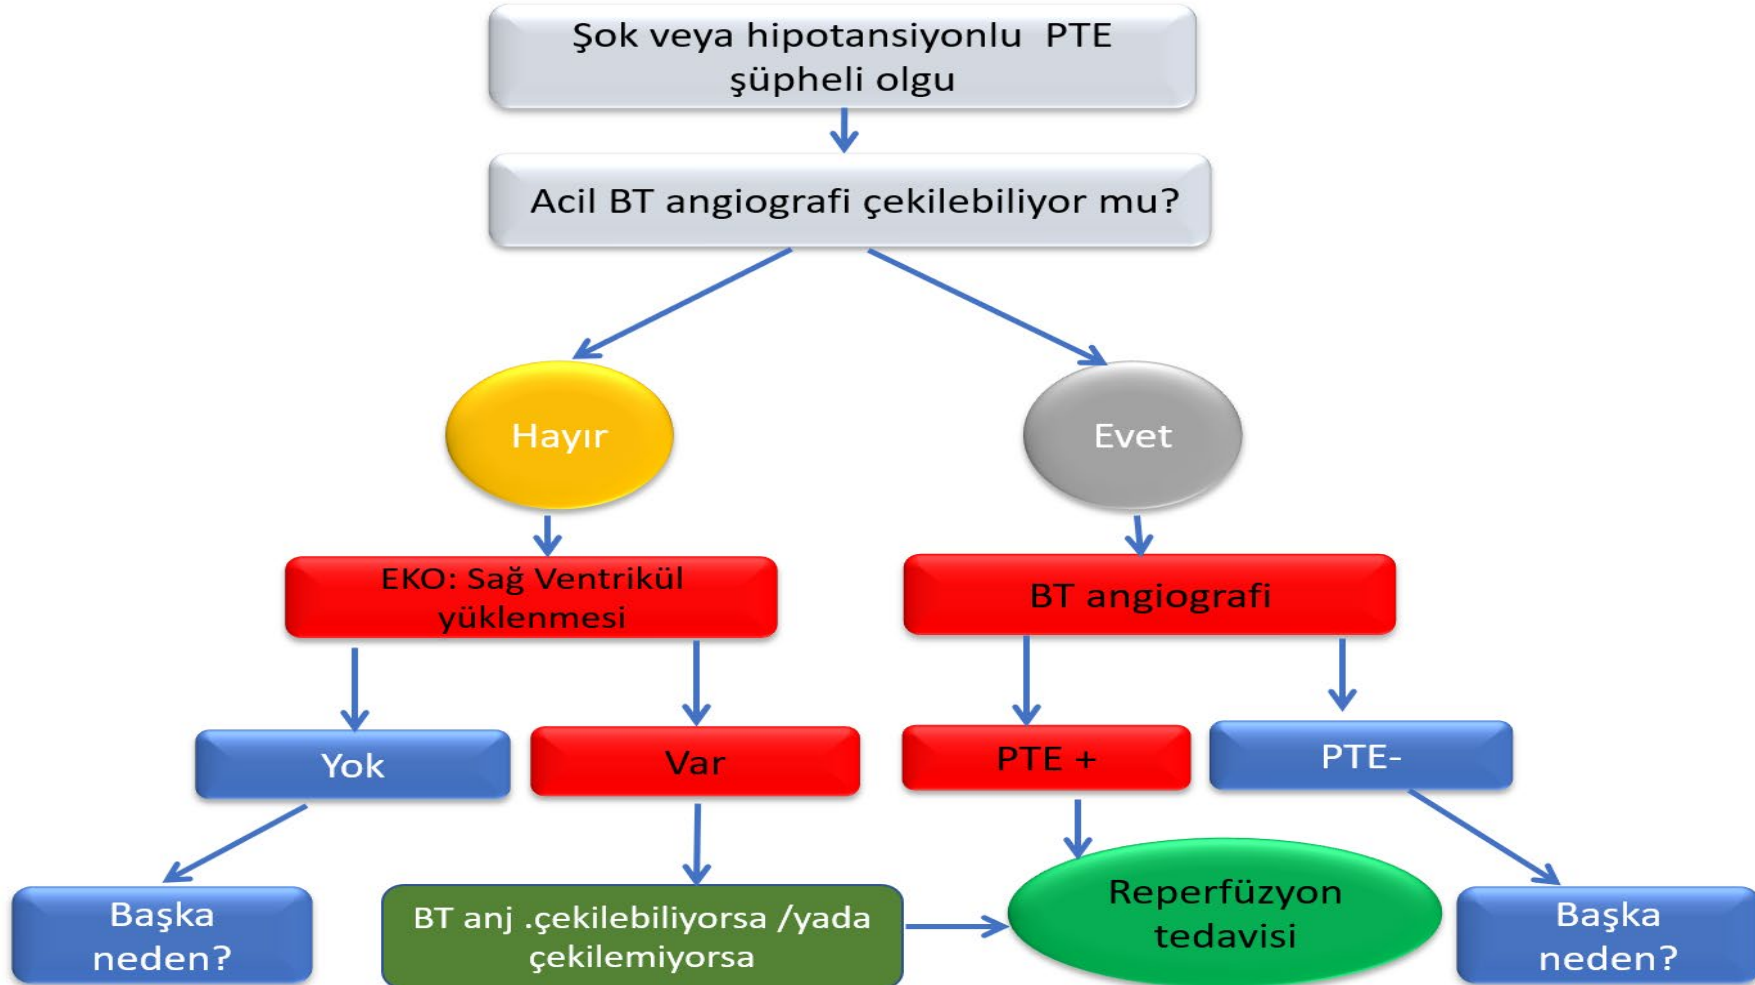 Şok veya hipotansiyonlu PTE
şüpheli olgu
Acil BT angiografi çekilebiliyor mu?
Hayır
Evet
EKO: Sağ Ventrikül
yüklenmesi
BT angiografi
Yok
Var
PTE +
PTE-
Başka
neden?
BT anj .çekilebiliyorsa /yada
çekilemiyorsa
Reperfüzyon
tedavisi
Başka
neden?